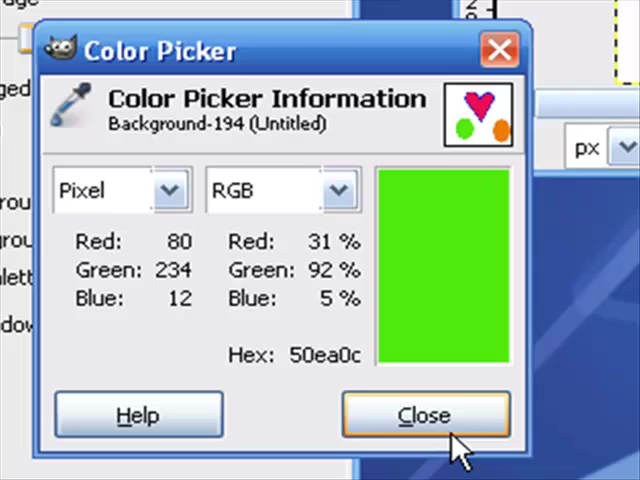 Color Picker
Color Picker Information
Background-194 (Untitled)
px
Pixel RGB
Red: 80 Red: 31 %
Green: 234 Green: 92 %
Blue: 12 Blue: 5 %
Hex: 50ea0c
Help Close